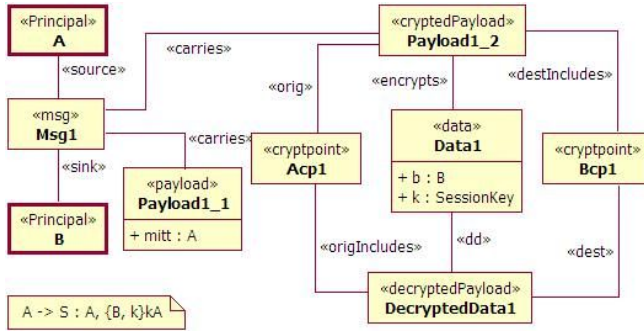 «Principal»
A
«source»
«msg»
Msg1
«sink»
«Principal»
B
«carries»
«carries»
«payload»
Payload1_1
+ mitt : A
«cryptedPayload»
Payload1_2
«orig»
«encrypts»
«destIncludes»
«cryptpoint»
Acp1
«data»
Data1
+ b : B
+ k : SessionKey
«cryptpoint»
Bcp1
«origIncludes»
«dd»
«dest»
«decryptedPayload»
DecryptedData1
A -> S : A, {B, k}kA